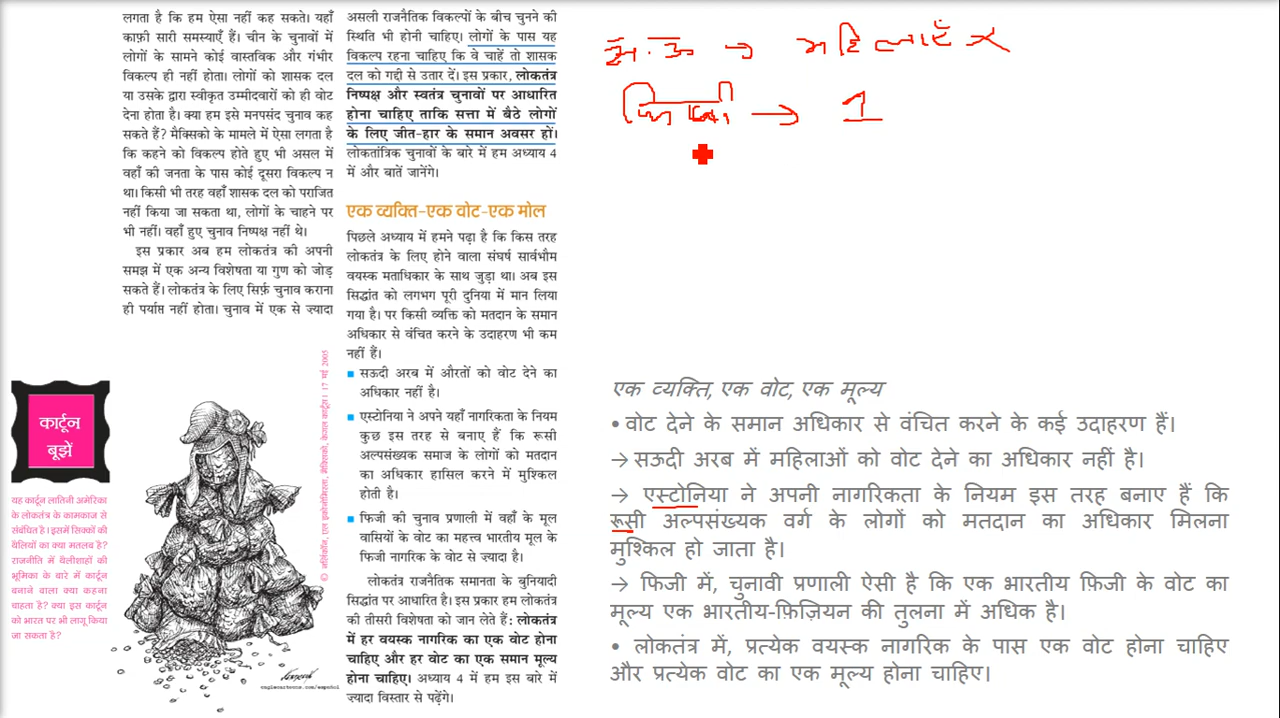 लगता है कि हम ऐसा नहीं कह सकते। यहाँ
काफ़ी सारी समस्याएँ हैं। चीन के चुनावों में
लोगों के सामने कोई वास्तविक और गंभीर
विकल्प ही नहीं होता। लोगों को शासक दल
या उसके द्वारा स्वीकृत उम्मीदवारों को ही वोट
देना होता है। क्या हम इसे मनपसंद चुनाव कह
सकते हैं? मैक्सिको के मामले में ऐसा लगता है
कि कहने को विकल्प होते हुए भी असल में
वहाँ की जनता के पास कोई दूसरा विकल्प न
था। किसी भी तरह वहाँ शासक दल को पराजित
नहीं किया जा सकता था, लोगों के चाहने पर
भी नहीं। वहाँ हुए चुनाव निष्पक्ष नहीं थे।
इस प्रकार अब हम लोकतंत्र की अपनी
समझ में एक अन्य विशेषता या गुण को जोड़
सकते हैं। लोकतंत्र के लिए सिर्फ़ चुनाव कराना
ही पर्याप्त नहीं होता। चुनाव में एक से ज़्यादा
कार्टून
बूझें
यह कार्टून लातिनी अमेरिका
के लोकतंत्र के कामकाज से
संबंधित है। इसमें सिक्कों की
थैलियों का क्या मतलब है?
राजनीति में थैलीशाहों की
भूमिका के बारे में कार्टून
बनाने वाला क्या कहना
चाहता है? क्या इस कार्टून
को भारत पर भी लागू किया
जा सकता है?
17 मई 2005
असली राजनैतिक विकल्पों के बीच चुनने की
स्थिति भी होनी चाहिए। लोगों के पास यह
विकल्प रहना चाहिए कि वे चाहें तो शासक
दल को गद्दी से उतार दें। इस प्रकार, लोकतंत्र
निष्पक्ष और स्वतंत्र चुनावों पर आधारित
होना चाहिए ताकि सत्ता में बैठे लोगों
के लिए जीत-हार के समान अवसर हों।
लोकतांत्रिक चुनावों के बारे में हम अध्याय 4
में और बातें जानेंगे।
एक व्यक्ति-एक वोट-एक मोल
पिछले अध्याय में हमने पढ़ा है कि किस तरह
लोकतंत्र के लिए होने वाला संघर्ष सार्वभौम
वयस्क मताधिकार के साथ जुड़ा था। अब इस
सिद्धांत को लगभग पूरी दुनिया में मान लिया
गया है। पर किसी व्यक्ति को मतदान के समान
अधिकार से वंचित करने के उदाहरण भी कम
नहीं हैं।
▪ सऊदी अरब में औरतों को वोट देने का
अधिकार नहीं है।
▪ एस्टोनिया ने अपने यहाँ नागरिकता के नियम
कुछ इस तरह से बनाए हैं कि रूसी
अल्पसंख्यक समाज के लोगों को मतदान
का अधिकार हासिल करने में मुश्किल
होती है।
▪ फिजी की चुनाव प्रणाली में वहाँ के मूल
वासियों के वोट का महत्त्व भारतीय मूल के
फिजी नागरिक के वोट से ज्यादा है।
लोकतंत्र राजनैतिक समानता के बुनियादी
सिद्धांत पर आधारित है। इस प्रकार हम लोकतंत्र
की तीसरी विशेषता को जान लेते हैं: लोकतंत्र
में हर वयस्क नागरिक का एक वोट होना
चाहिए और हर वोट का एक समान मूल्य
होना चाहिए। अध्याय 4 में हम इस बारे में
ज़्यादा विस्तार से पढ़ेंगे।
→ महिलाएँ ×
→ 1
एक व्यक्ति, एक वोट, एक मूल्य
• वोट देने के समान अधिकार से वंचित करने के कई उदाहरण हैं।
→ सऊदी अरब में महिलाओं को वोट देने का अधिकार नहीं है।
→ एस्टोनिया ने अपनी नागरिकता के नियम इस तरह बनाए हैं कि
रूसी अल्पसंख्यक वर्ग के लोगों को मतदान का अधिकार मिलना
मुश्किल हो जाता है।
→ फिजी में, चुनावी प्रणाली ऐसी है कि एक भारतीय फ़िजी के वोट का
मूल्य एक भारतीय-फ़िज़ियन की तुलना में अधिक है।
• लोकतंत्र में, प्रत्येक वयस्क नागरिक के पास एक वोट होना चाहिए
और प्रत्येक वोट का एक मूल्य होना चाहिए।